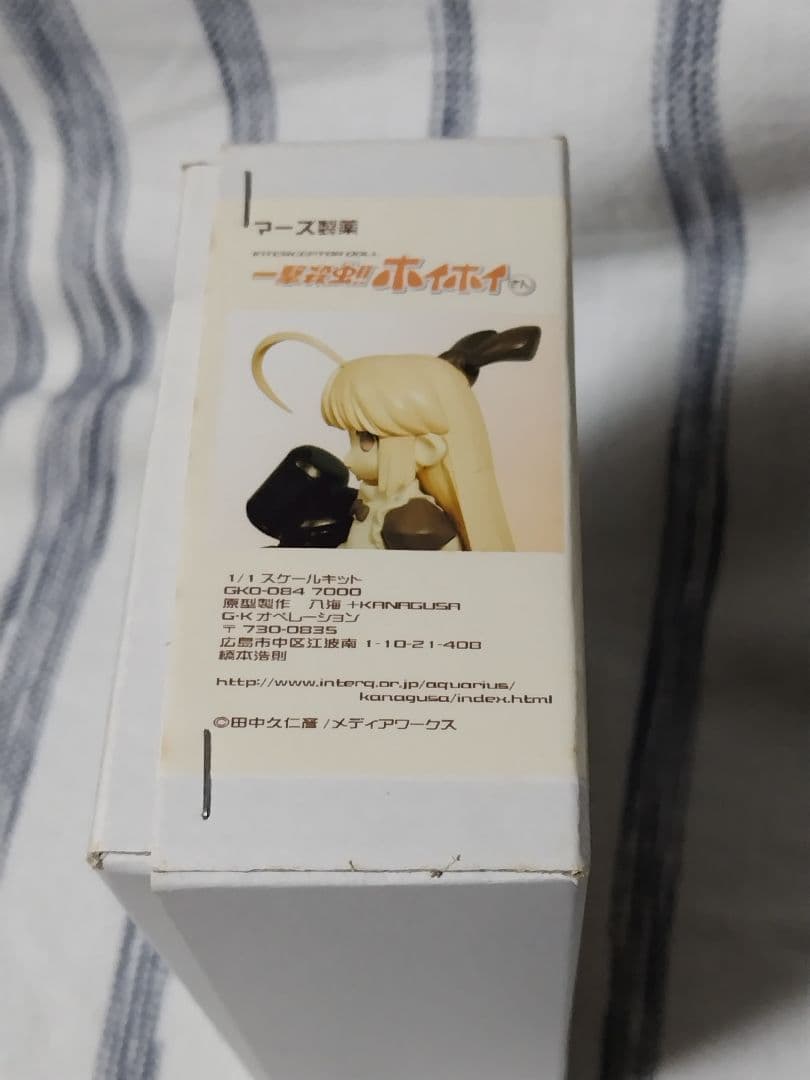 マーズ製薬
INTERCEPTOR DOLL
一撃殺虫!!ホイホイさん
1/1 スケールキット
GKO-084 7000
原型製作 八海 +KANAGUSA
G-K オペレーション
〒 730-0835
広島市中区江波南 1-10-21-408
橋本浩則
http://www.interq.or.jp/aquarius/
kanagusa/index.html
©田中久仁彦 /メディアワークス